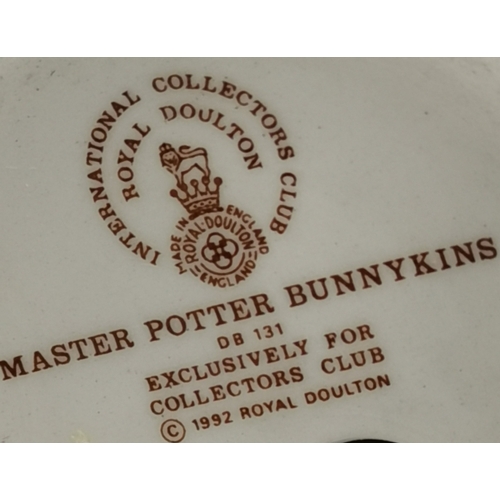 INTERNATIONAL COLLECTORS CLUB
ROYAL DOULTON
MADE IN ENGLAND
ROYAL·DOULTON
ENGLAND
MASTER POTTER BUNNYKINS
DB 131
EXCLUSIVELY FOR
COLLECTORS CLUB
© 1992 ROYAL DOULTON